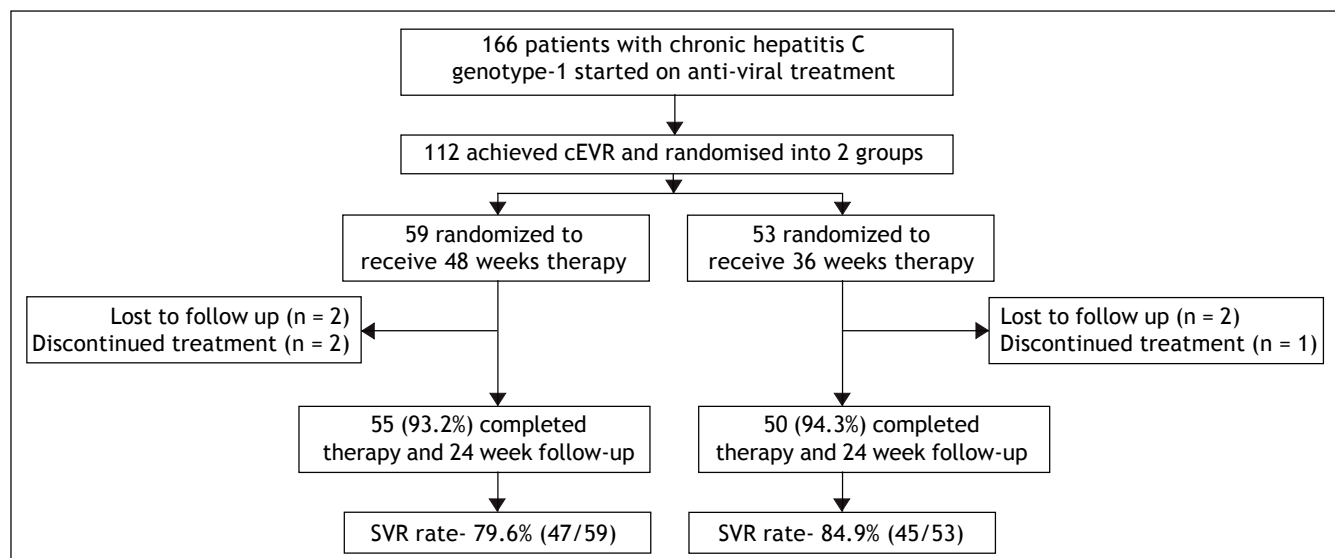 166 patients with chronic hepatitis C
genotype-1 started on anti-viral treatment
112 achieved cEVR and randomised into 2 groups
59 randomized to
receive 48 weeks therapy
53 randomized to
receive 36 weeks therapy
Lost to follow up (n = 2)
Discontinued treatment (n = 2)
Lost to follow up (n = 2)
Discontinued treatment (n = 1)
55 (93.2%) completed
therapy and 24 week follow-up
50 (94.3%) completed
therapy and 24 week follow-up
SVR rate- 79.6% (47/59)
SVR rate- 84.9% (45/53)